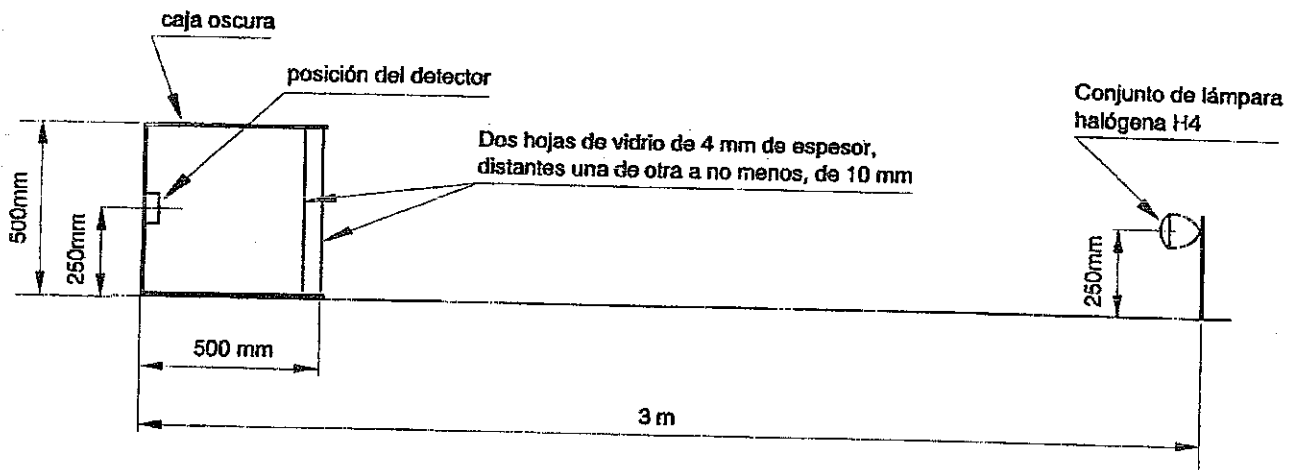 caja oscura
posición del detector
Conjunto de lámpara
halógena H4
Dos hojas de vidrio de 4 mm de espesor,
distantes una de otra a no menos, de 10 mm
500mm
250mm
250mm
500 mm
3 m